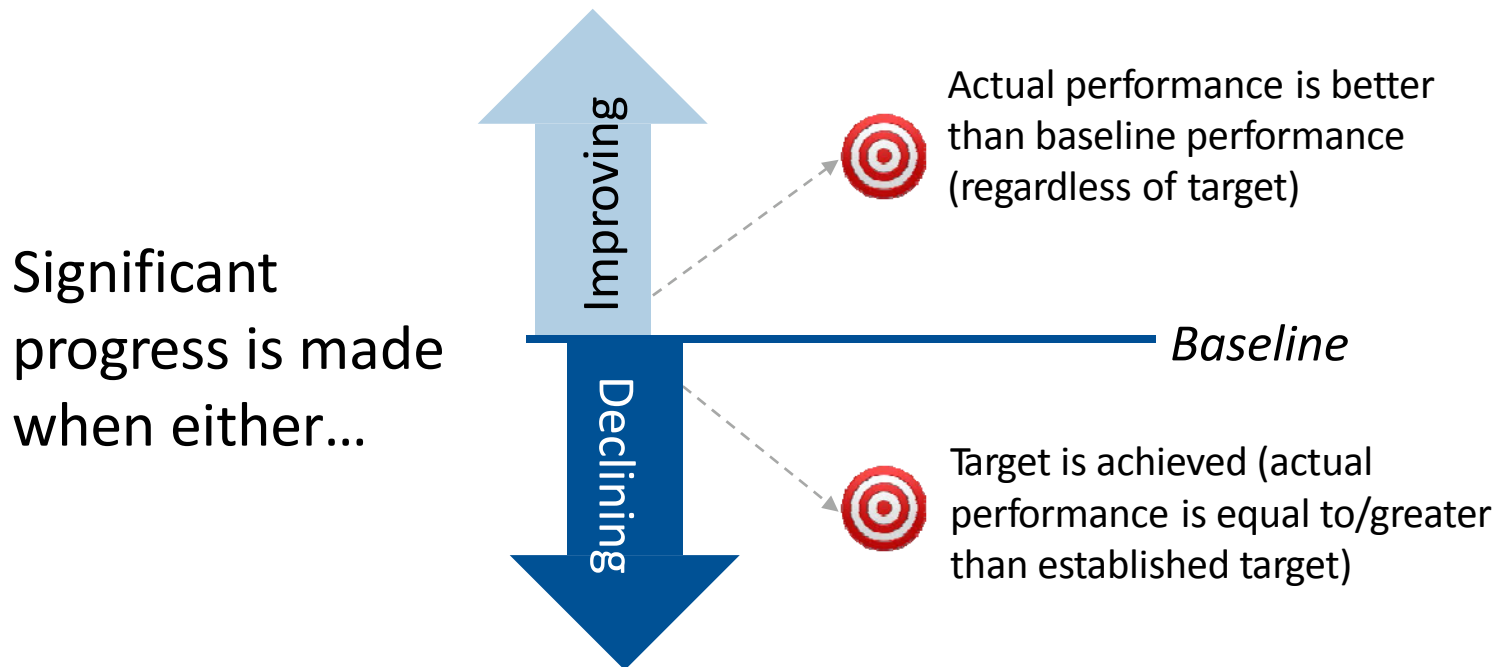 Significant
progress is made
when either…
Improving
Actual performance is better
than baseline performance
(regardless of target)
Baseline
Declining
Target is achieved (actual
performance is equal to/greater
than established target)